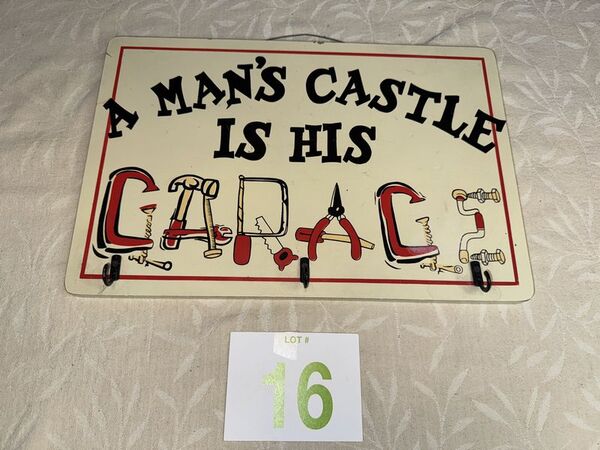 A MAN'S CASTLE
IS HIS
GARAGE
LOT #
16